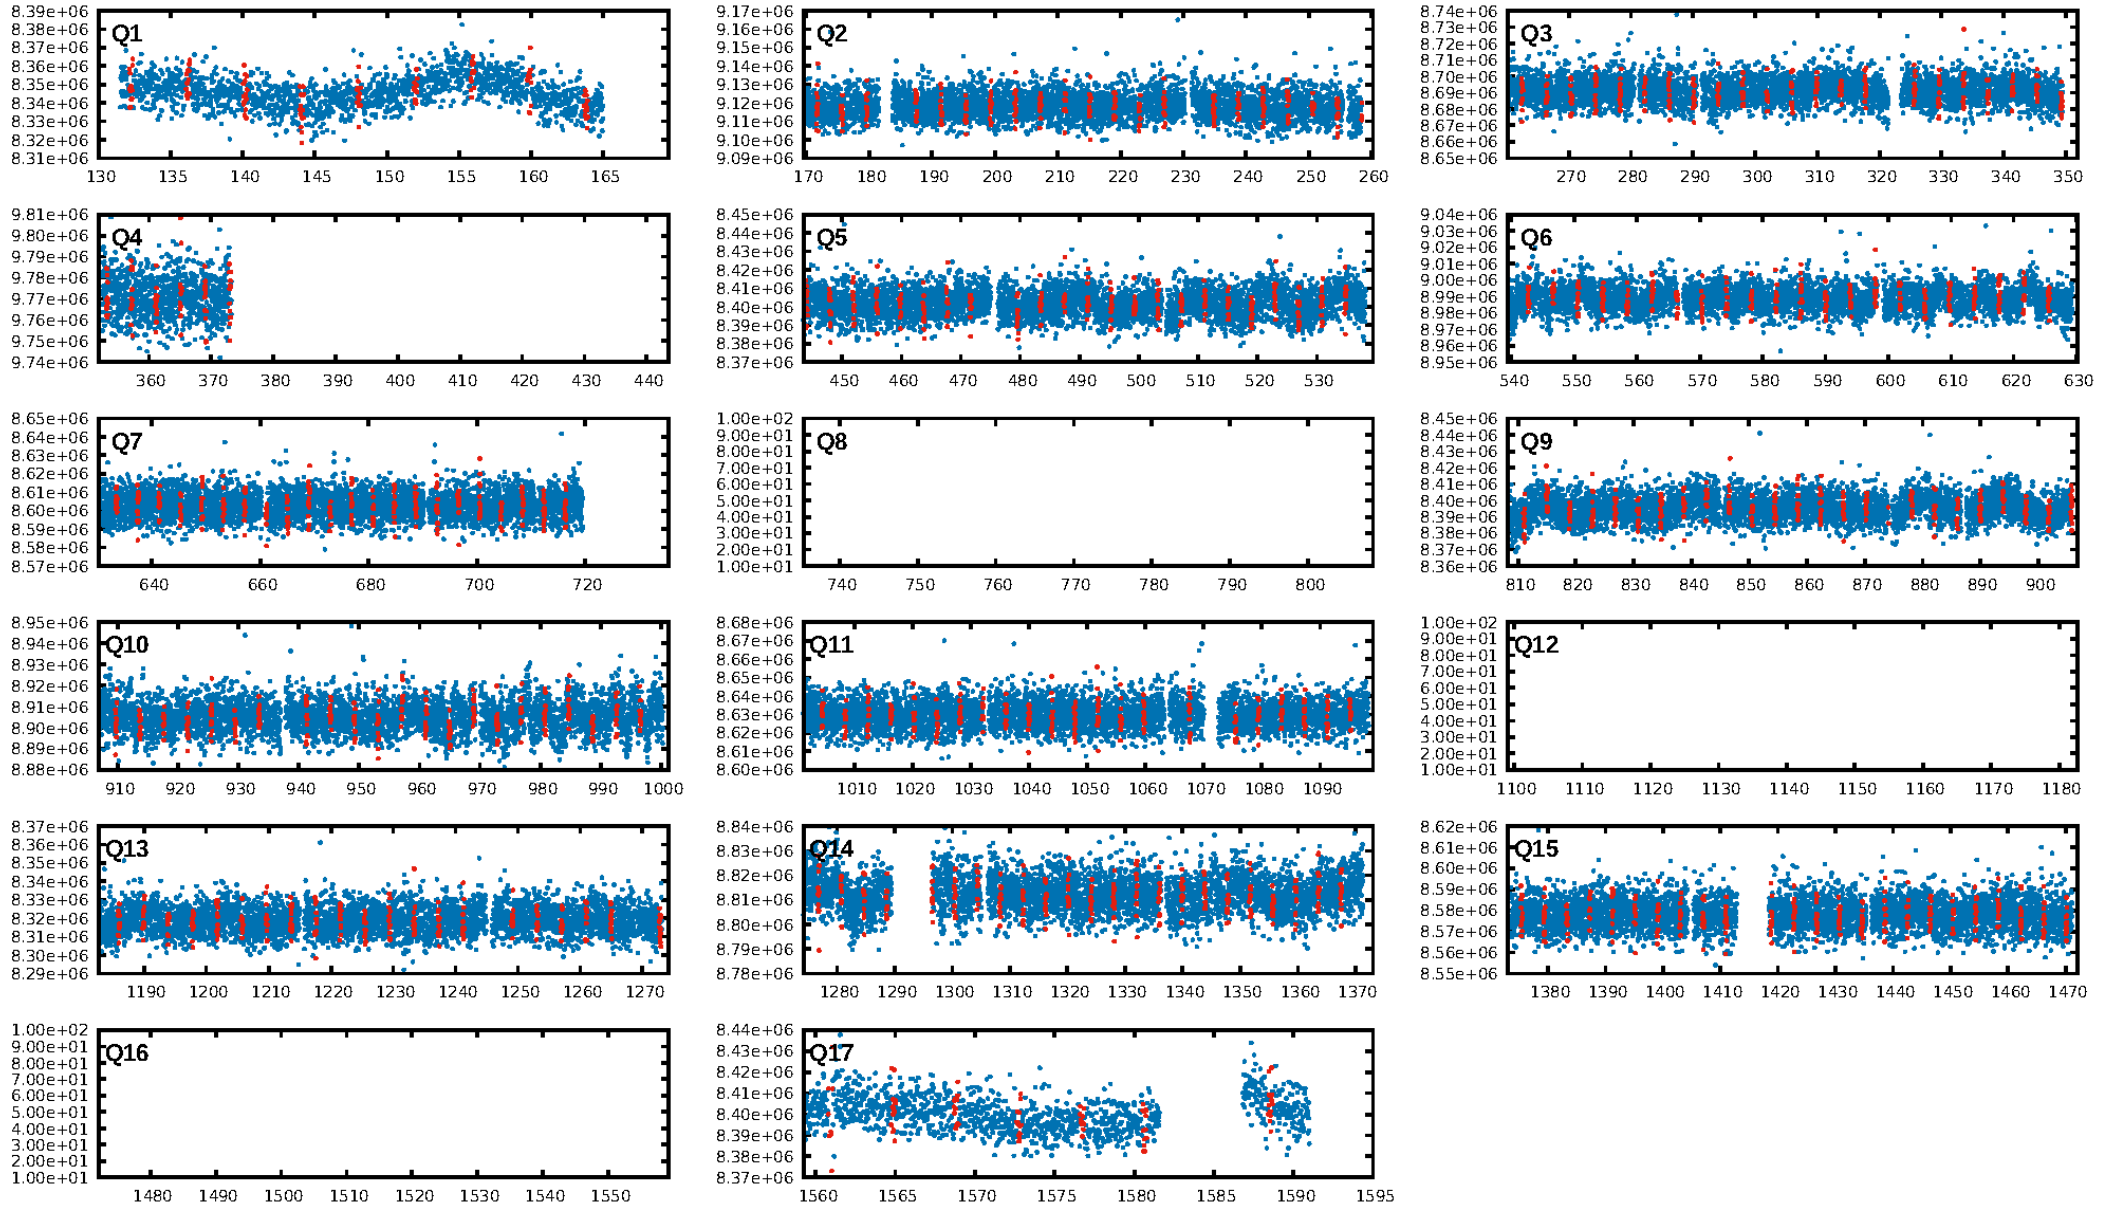 8.39e+06
8.38e+06
8.37e+06
8.36e+06
8.35e+06
8.34e+06
8.33e+06
8.32e+06
8.31e+06
Q1
130 135 140 145 150 155 160 165
9.17e+06
9.16e+06
9.15e+06
9.14e+06
9.13e+06
9.12e+06
9.11e+06
9.10e+06
9.09e+06
Q2
170 180 190 200 210 220 230 240 250 260
8.74e+06
8.73e+06
8.72e+06
8.71e+06
8.70e+06
8.69e+06
8.68e+06
8.67e+06
8.66e+06
8.65e+06
Q3
270 280 290 300 310 320 330 340 350
9.81e+06
9.80e+06
9.79e+06
9.78e+06
9.77e+06
9.76e+06
9.75e+06
9.74e+06
Q4
360 370 380 390 400 410 420 430 440
8.45e+06
8.44e+06
8.43e+06
8.42e+06
8.41e+06
8.40e+06
8.39e+06
8.38e+06
8.37e+06
Q5
450 460 470 480 490 500 510 520 530
9.04e+06
9.03e+06
9.02e+06
9.01e+06
9.00e+06
8.99e+06
8.98e+06
8.97e+06
8.96e+06
8.95e+06
Q6
540 550 560 570 580 590 600 610 620 630
8.65e+06
8.64e+06
8.63e+06
8.62e+06
8.61e+06
8.60e+06
8.59e+06
8.58e+06
8.57e+06
Q7
640 660 680 700 720
1.00e+02
9.00e+01
8.00e+01
7.00e+01
6.00e+01
5.00e+01
4.00e+01
3.00e+01
2.00e+01
1.00e+01
Q8
740 750 760 770 780 790 800
8.45e+06
8.44e+06
8.43e+06
8.42e+06
8.41e+06
8.40e+06
8.39e+06
8.38e+06
8.37e+06
8.36e+06
Q9
810 820 830 840 850 860 870 880 890 900
8.95e+06
8.94e+06
8.93e+06
8.92e+06
8.91e+06
8.90e+06
8.89e+06
8.88e+06
Q10
910 920 930 940 950 960 970 980 990 1000
8.68e+06
8.67e+06
8.66e+06
8.65e+06
8.64e+06
8.63e+06
8.62e+06
8.61e+06
8.60e+06
Q11
1010 1020 1030 1040 1050 1060 1070 1080 1090
1.00e+02
9.00e+01
8.00e+01
7.00e+01
6.00e+01
5.00e+01
4.00e+01
3.00e+01
2.00e+01
1.00e+01
Q12
1100 1110 1120 1130 1140 1150 1160 1170 1180
8.37e+06
8.36e+06
8.35e+06
8.34e+06
8.33e+06
8.32e+06
8.31e+06
8.30e+06
8.29e+06
Q13
1190 1200 1210 1220 1230 1240 1250 1260 1270
8.84e+06
8.83e+06
8.82e+06
8.81e+06
8.80e+06
8.79e+06
8.78e+06
Q14
1280 1290 1300 1310 1320 1330 1340 1350 1360 1370
8.62e+06
8.61e+06
8.60e+06
8.59e+06
8.58e+06
8.57e+06
8.56e+06
8.55e+06
Q15
1380 1390 1400 1410 1420 1430 1440 1450 1460 1470
1.00e+02
9.00e+01
8.00e+01
7.00e+01
6.00e+01
5.00e+01
4.00e+01
3.00e+01
2.00e+01
1.00e+01
Q16
1480 1490 1500 1510 1520 1530 1540 1550
8.44e+06
8.43e+06
8.42e+06
8.41e+06
8.40e+06
8.39e+06
8.38e+06
8.37e+06
Q17
1560 1565 1570 1575 1580 1585 1590 1595